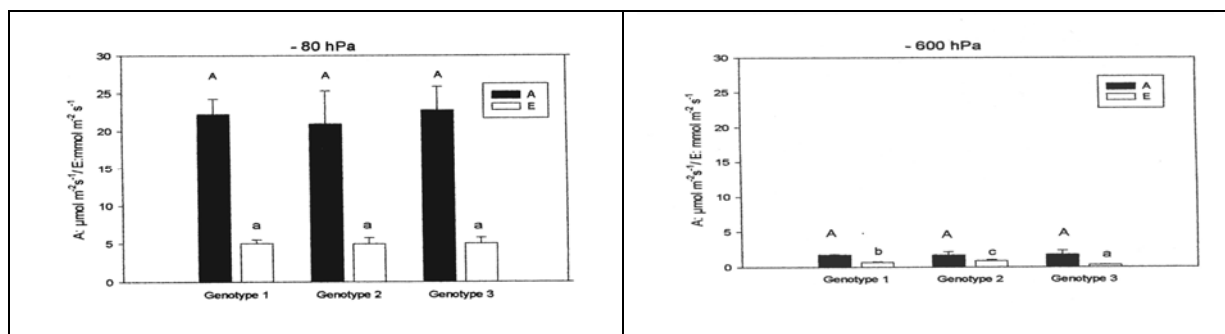 - 80 hPa
30
25
20
15
10
5
0
A: µmol m-2s-1/ E:mmol m-2 s-1
A
A
A
a
a
a
A
E
Genotype 1
Genotype 2
Genotype 3
- 600 hPa
30
25
20
15
10
5
0
A: µmol m-2s-1/ E: mmol m-2 s-1
A
A
A
b
c
a
A
E
Genotype 1
Genotype 2
Genotype 3